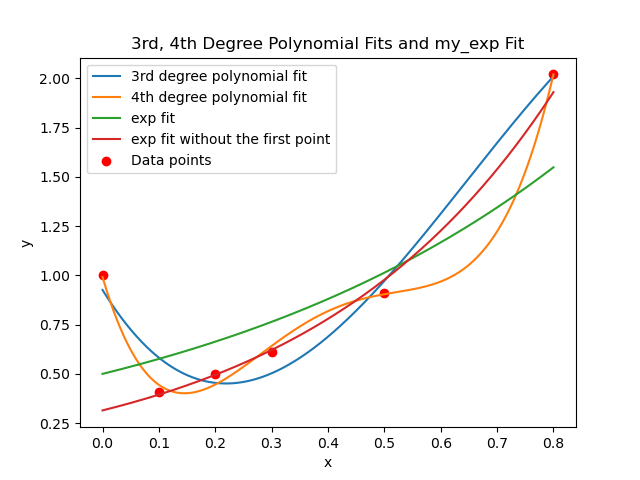 3rd, 4th Degree Polynomial Fits and my_exp Fit
3rd degree polynomial fit
4th degree polynomial fit
exp fit
exp fit without the first point
Data points
2.00
1.75
1.50
1.25
1.00
0.75
0.50
0.25
y
0.0 0.1 0.2 0.3 0.4 0.5 0.6 0.7 0.8
x